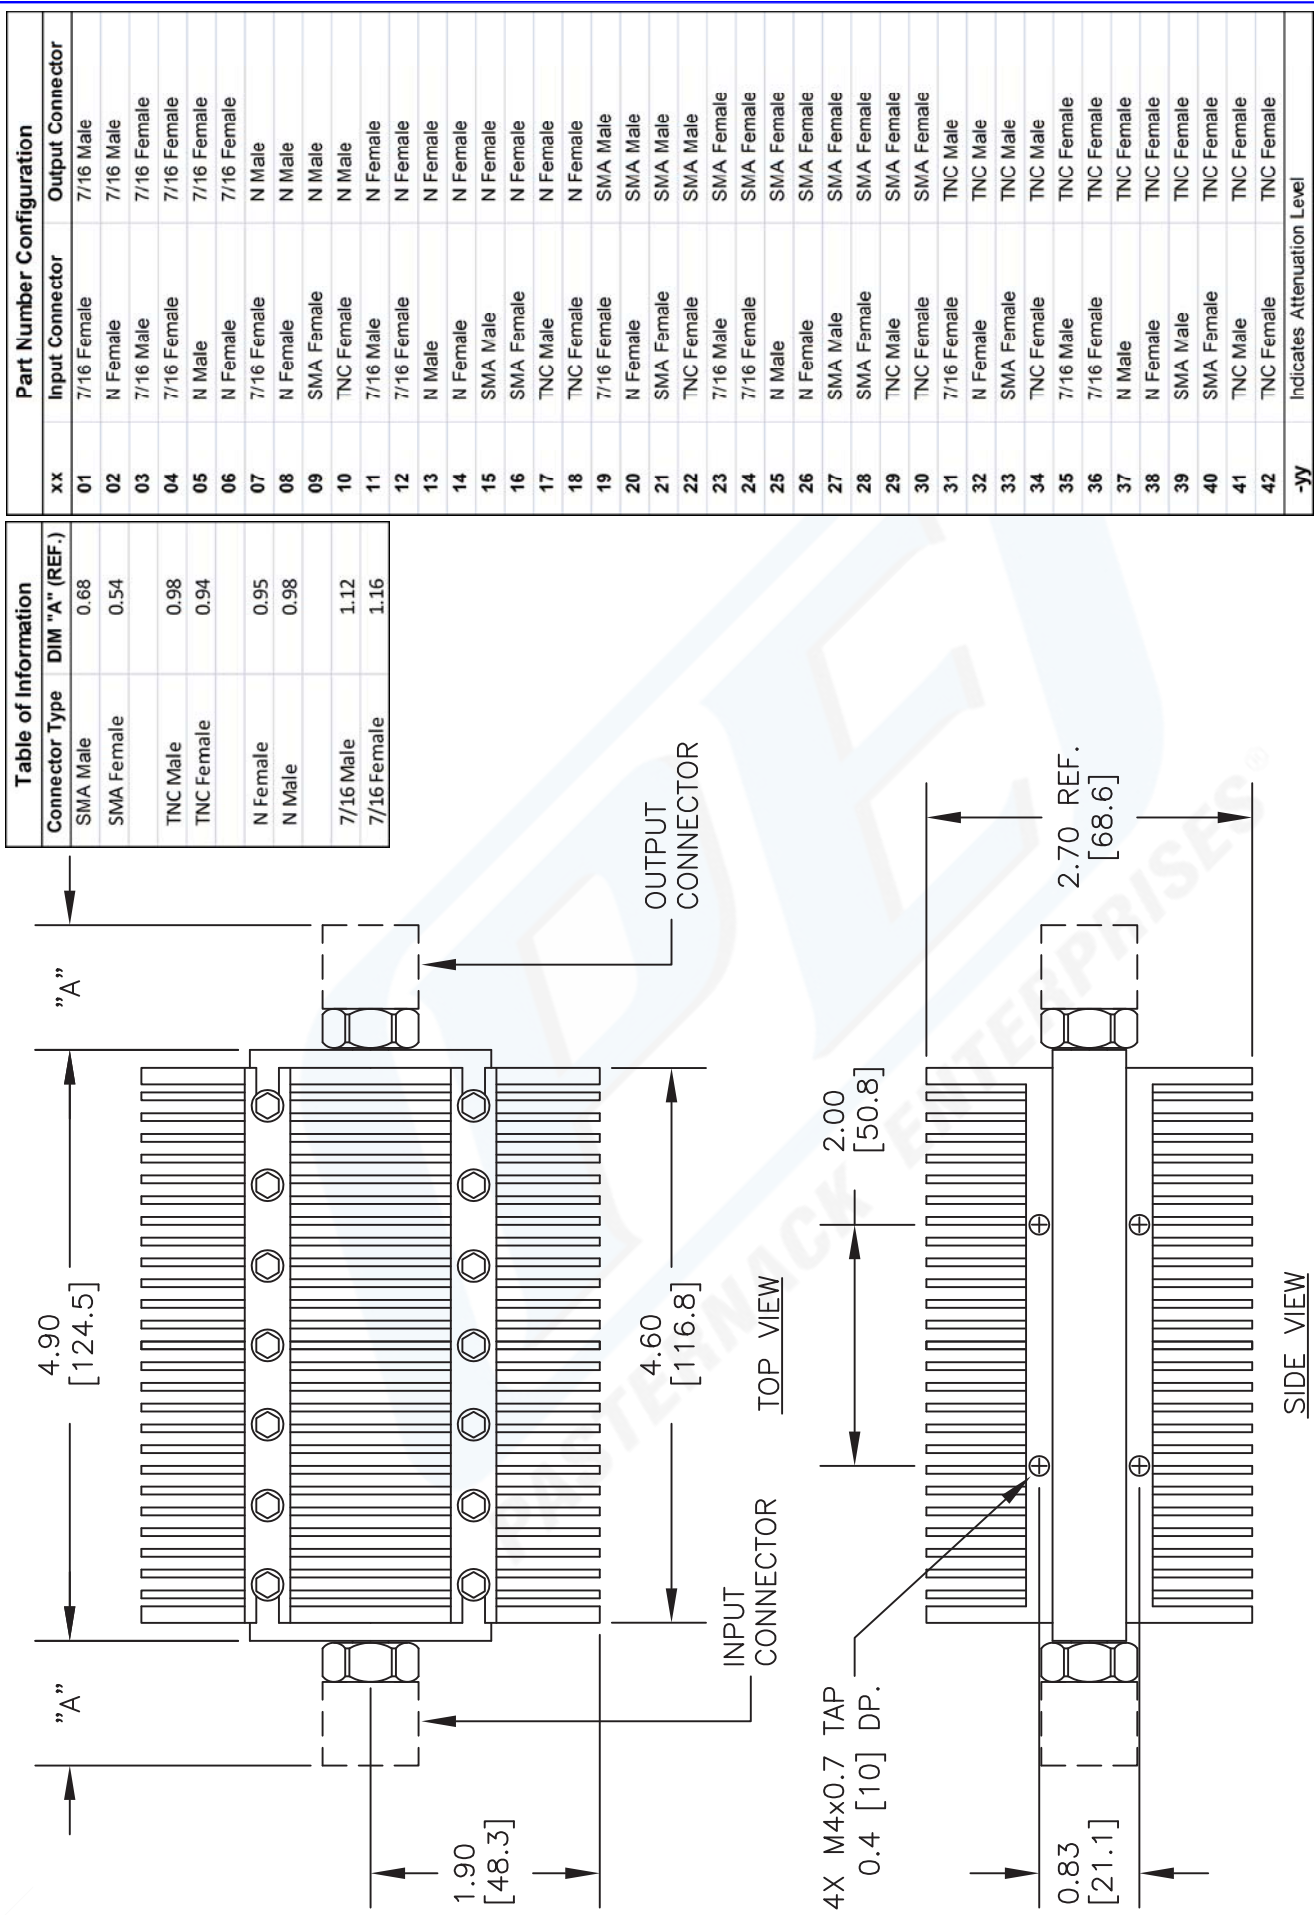 Table of Information
Connector Type DIM "A" (REF.)
SMA Male 0.68
SMA Female 0.54
TNC Male 0.98
TNC Female 0.94
N Female 0.95
N Male 0.98
7/16 Male 1.12
7/16 Female 1.16
Part Number Configuration
xx Input Connector Output Connector
01 7/16 Female 7/16 Male
02 N Female 7/16 Male
03 7/16 Male 7/16 Female
04 7/16 Female 7/16 Female
05 N Male 7/16 Female
06 N Female 7/16 Female
07 7/16 Female N Male
08 N Male N Male
09 SMA Female N Male
10 TNC Female N Male
11 7/16 Male N Female
12 7/16 Female N Female
13 N Male N Female
14 N Female N Female
15 SMA Male N Female
16 SMA Female N Female
17 TNC Male N Female
18 TNC Female N Female
19 7/16 Female SMA Male
20 N Female SMA Male
21 SMA Female SMA Male
22 TNC Female SMA Male
23 7/16 Male SMA Female
24 7/16 Female SMA Female
25 N Male SMA Female
26 N Female SMA Female
27 SMA Male SMA Female
28 SMA Female SMA Female
29 TNC Male SMA Female
30 TNC Female SMA Female
31 7/16 Female TNC Male
32 N Female TNC Male
33 SMA Female TNC Male
34 TNC Female TNC Male
35 7/16 Male TNC Female
36 7/16 Female TNC Female
37 N Male TNC Female
38 N Female TNC Female
39 SMA Male TNC Female
40 SMA Female TNC Female
41 TNC Male TNC Female
42 TNC Female TNC Female
-yy Indicates Attenuation Level
"A"
4.90
[124.5]
"A"
1.90
[48.3]
INPUT
CONNECTOR
4.60
[116.8]
OUTPUT
CONNECTOR
TOP VIEW
4X M4x0.7 TAP
0.4 [10] DP.
2.00
[50.8]
0.83
[21.1]
2.70 REF.
[68.6]
SIDE VIEW
PEI
PASTERNACK ENTERPRISES®